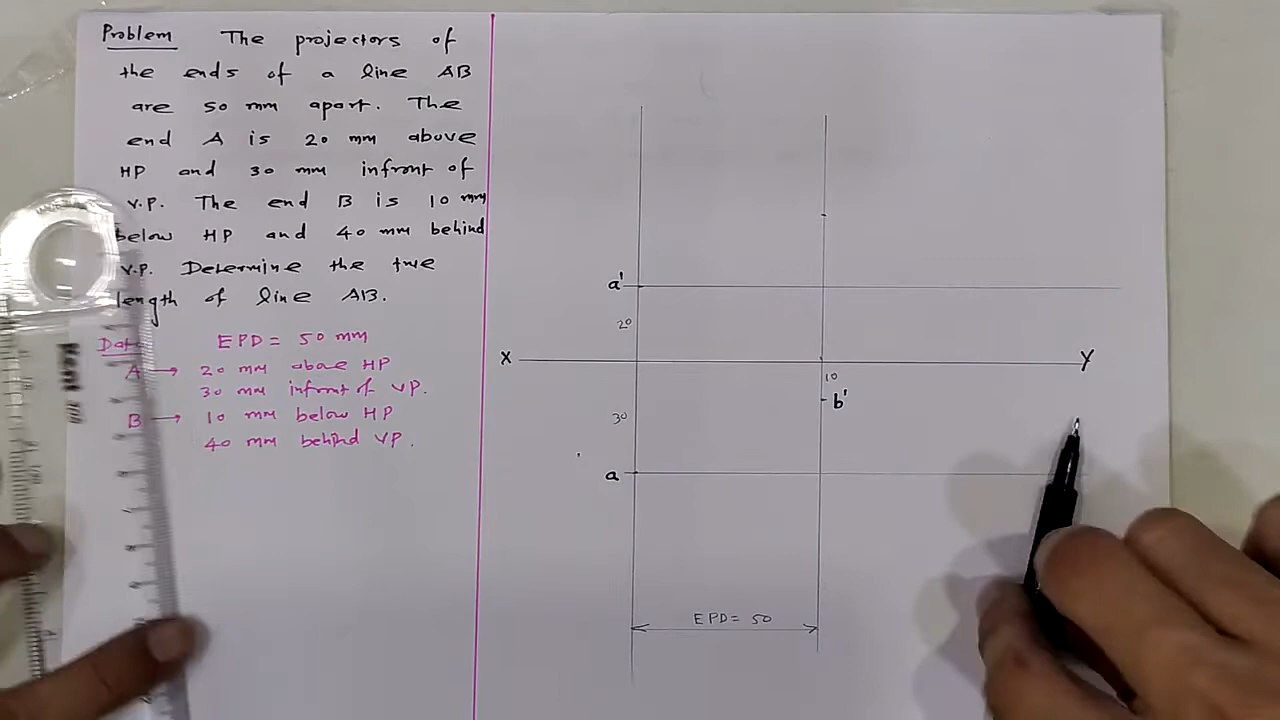 Problem The projectors of
the ends of a line AB
are 50 mm apart. The
end A is 20 mm above
HP and 30 mm infront of
V.P. The end B is 10 mm
below HP and 40 mm behind
V.P. Determine the true
length of line AB.
EPD = 50 mm
A → 20 mm above HP
30 mm infront of VP.
B → 10 mm below HP
40 mm behind VP.
a'
20
X
Y
10
b'
30
a
EPD = 50